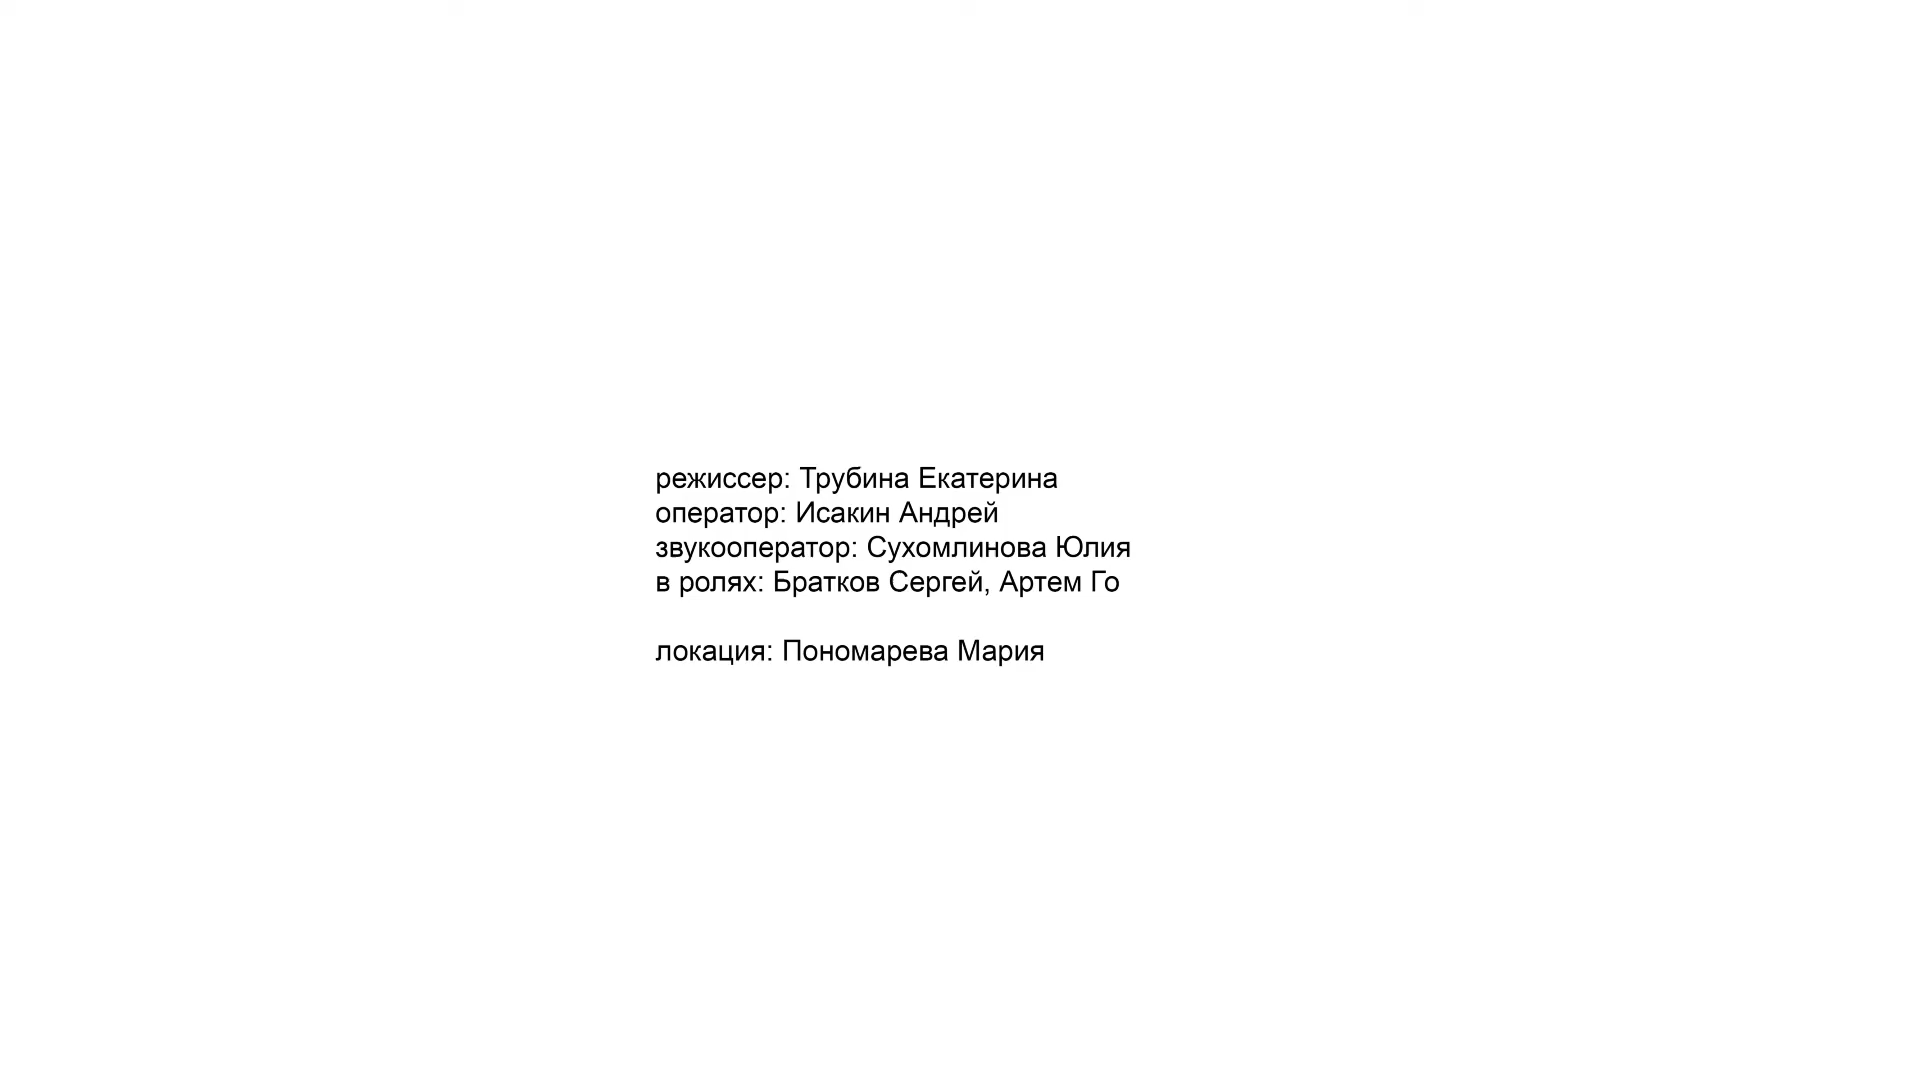 режиссер: Трубина Екатерина
оператор: Исакин Андрей
звукооператор: Сухомлинова Юлия
в ролях: Братков Сергей, Артем Го
локация: Пономарева Мария